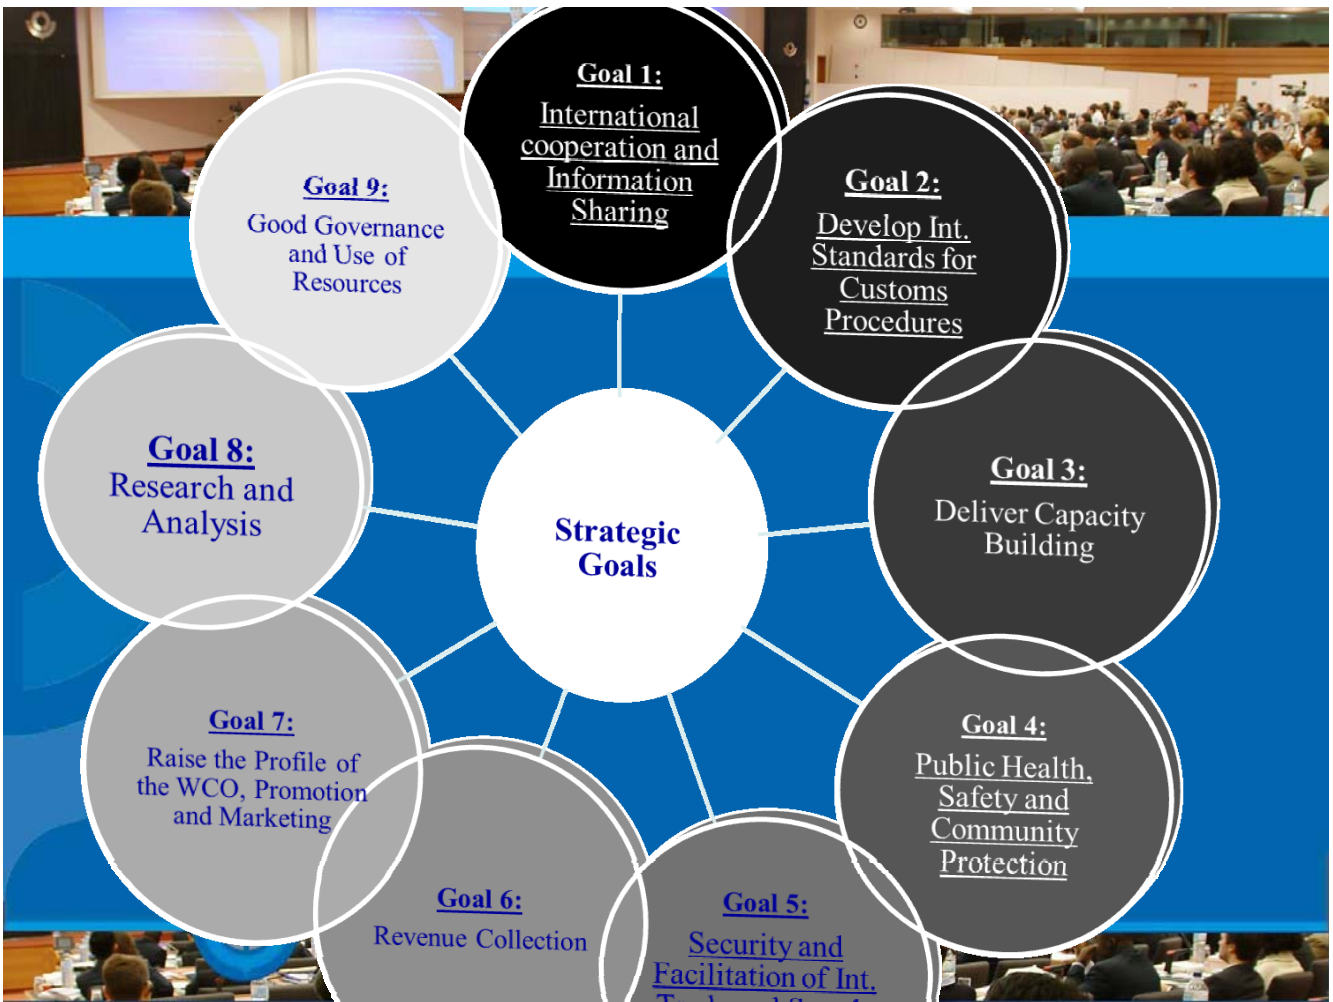 Goal 1:
International
cooperation and
Information
Sharing
Goal 2:
Develop Int.
Standards for
Customs
Procedures
Goal 3:
Deliver Capacity
Building
Goal 4:
Public Health,
Safety and
Community
Protection
Goal 5:
Security and
Facilitation of Int.
Goal 6:
Revenue Collection
Goal 7:
Raise the Profile of
the WCO, Promotion
and Marketing
Goal 8:
Research and
Analysis
Goal 9:
Good Governance
and Use of
Resources
Strategic
Goals